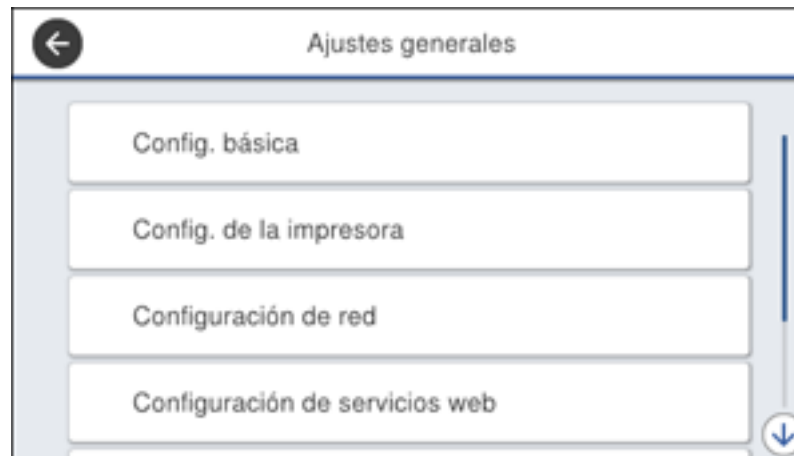 Ajustes generales
Config. básica
Config. de la impresora
Configuración de red
Configuración de servicios web